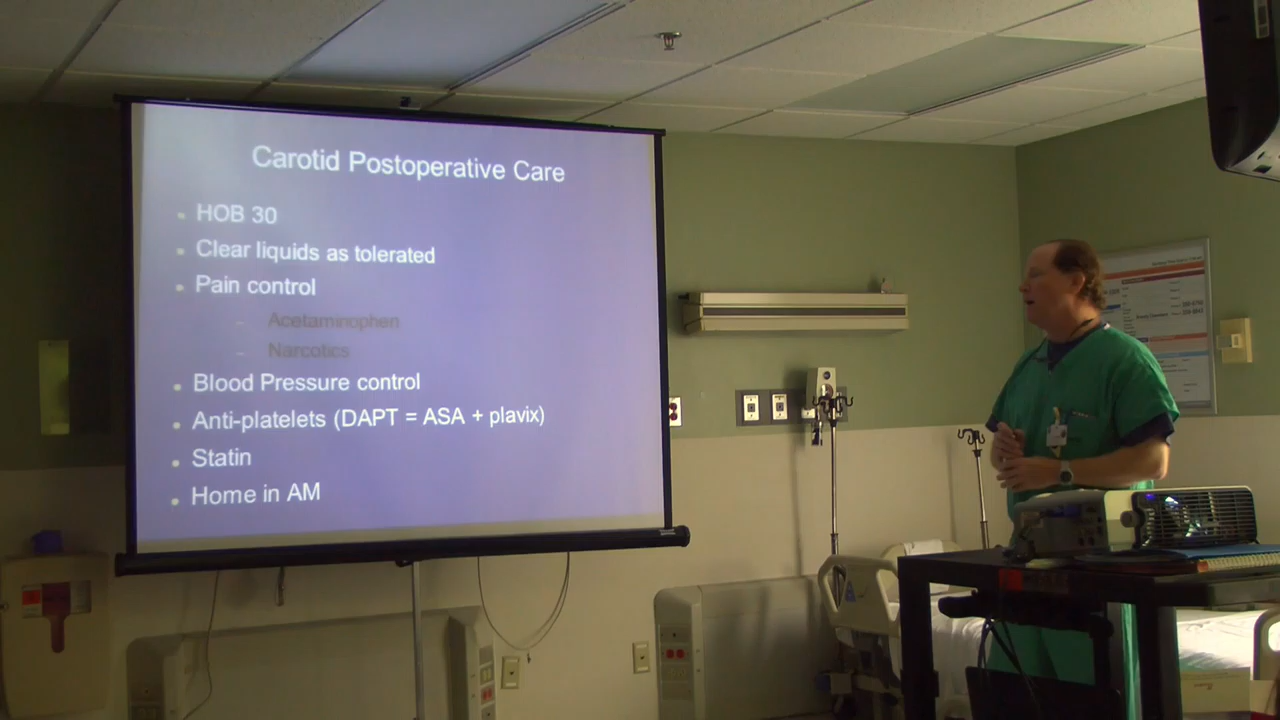 Carotid Postoperative Care
HOB 30
Clear liquids as tolerated
Pain control
Acetaminophen
Narcotics
Blood Pressure control
Anti-platelets (DAPT = ASA + plavix)
Statin
Home in AM